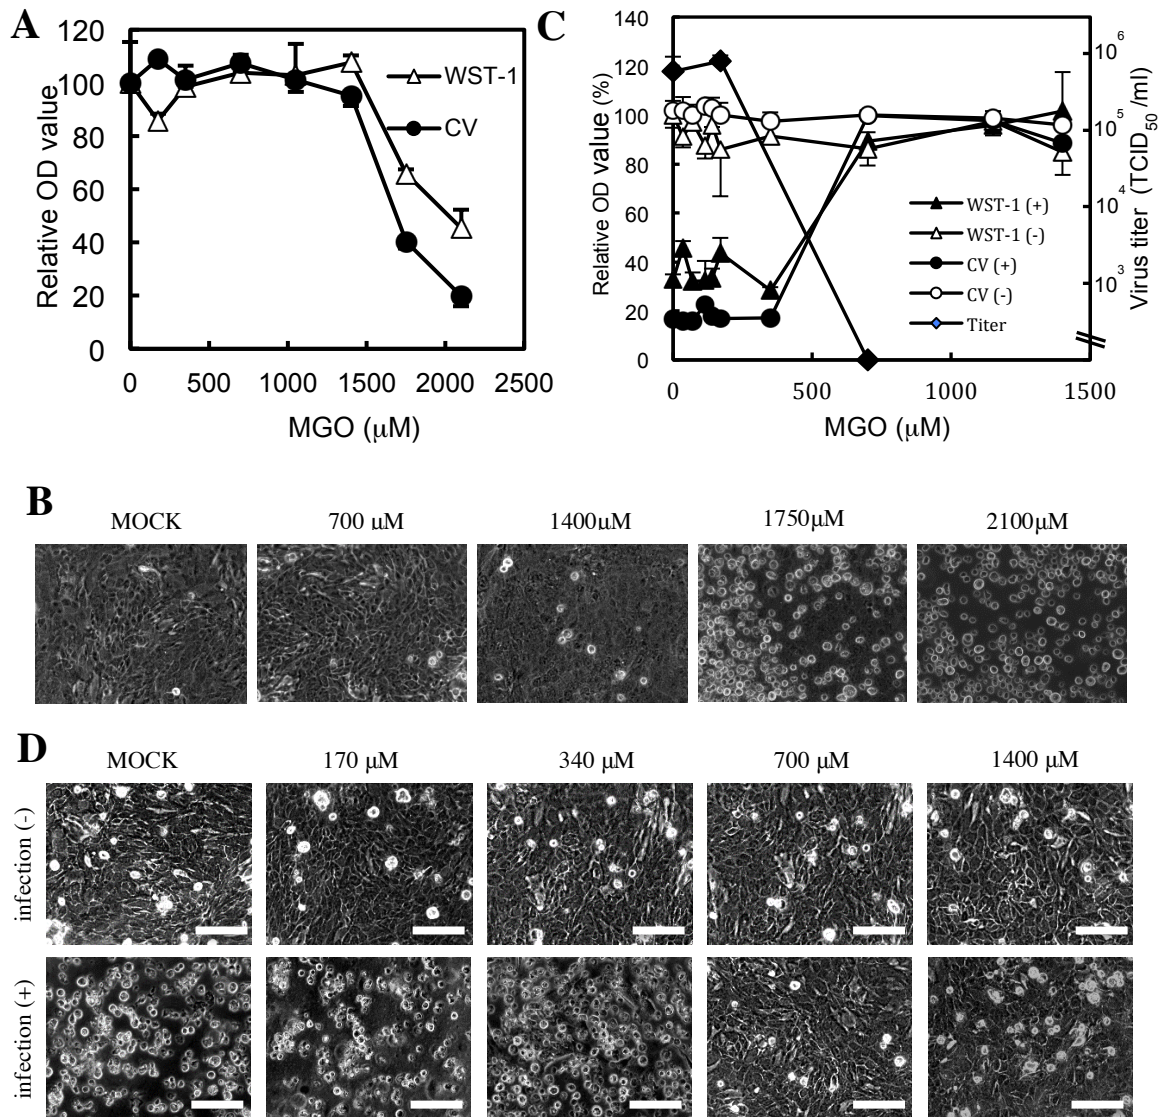 A
120
100
80
60
40
20
0
Relative OD value
WST-1
CV
0 500 1000 1500 2000 2500
MGO (μM)
C
140
120
100
80
60
40
20
0
Relative OD value (%)
10^6
10^5
10^4
10^3
Virus titer (TCID50 /ml)
WST-1 (+)
WST-1 (-)
CV (+)
CV (-)
Titer
0 500 1000 1500
MGO (μM)
B
MOCK 700 μM 1400μM 1750μM 2100μM
D
MOCK 170 μM 340 μM 700 μM 1400 μM
infection (-)
infection (+)